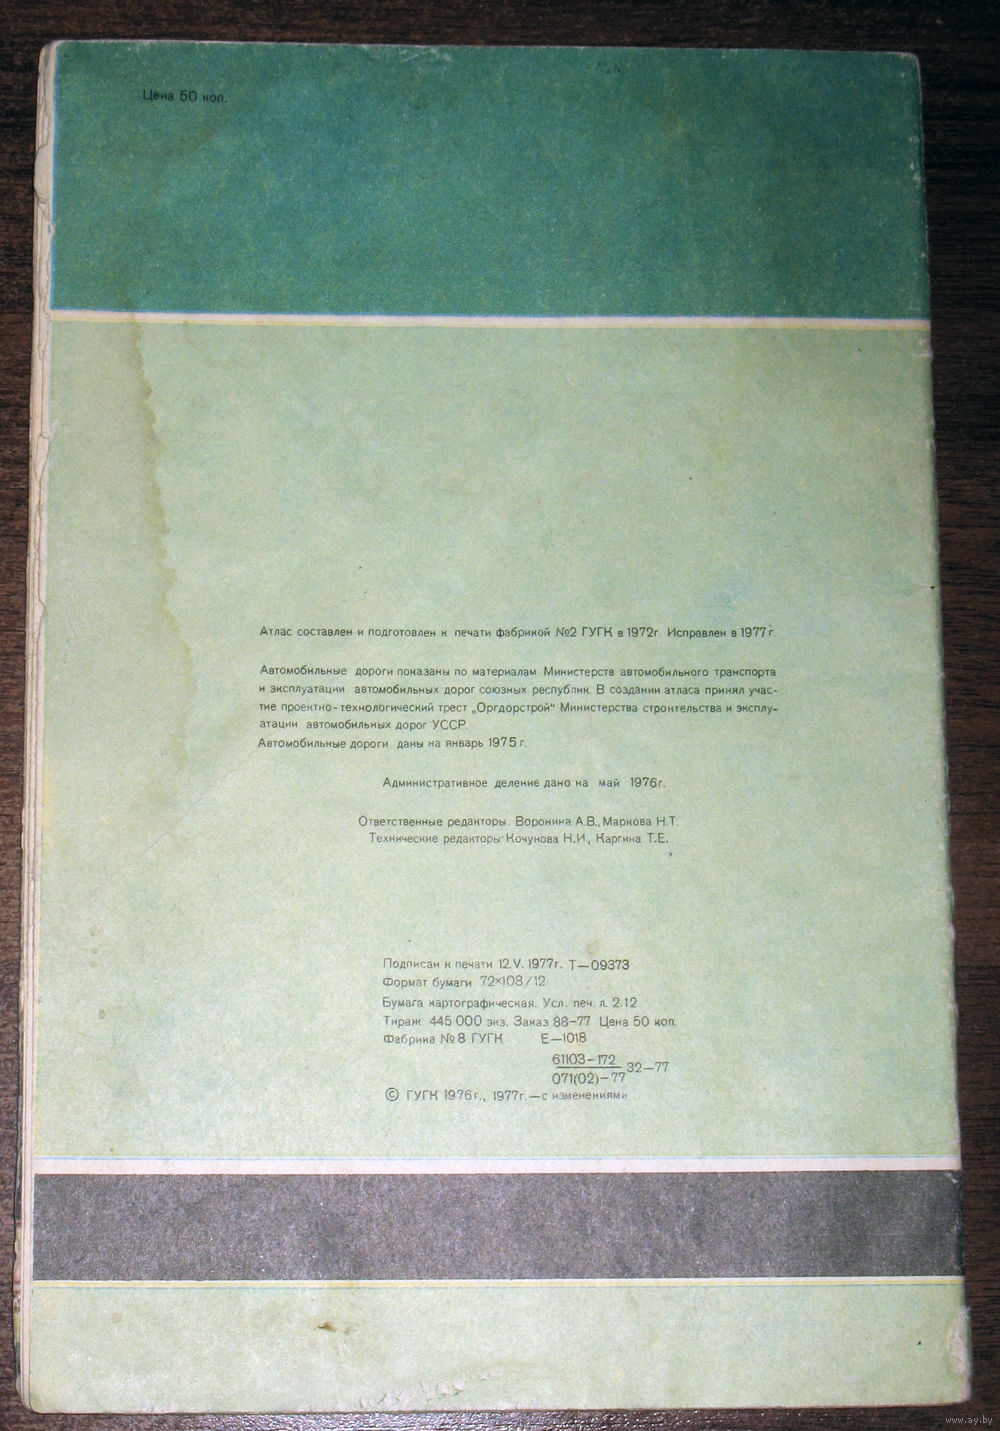 Цена 50 коп.
Атлас составлен и подготовлен к печати фабрикой №2 ГУГК в 1972г. Исправлен в 1977г.
Автомобильные дороги показаны по материалам Министерств автомобильного транспорта
и эксплуатации автомобильных дорог союзных республик. В создании атласа принял учас-
тие проектно-технологический трест „Оргдорстрой“ Министерства строительства и эксплу-
атации автомобильных дорог УССР.
Автомобильные дороги даны на январь 1975г.
Административное деление дано на май 1976г.
Ответственные редакторы Воронина А.В., Маркова Н.Т.
Технические редакторы Кочунова Н.И., Каргина Т.Е.
Подписан к печати 12.V.1977г. Т—09373
Формат бумаги 72×108/12
Бумага картографическая. Усл. печ. л. 2.12
Тираж 445 000 экз. Заказ 88-77 Цена 50 коп.
Фабрика №8 ГУГК Е—1018
61103-172
071(02)-77
32-77
© ГУГК 1976г., 1977г.—с изменениями
www.ay.by